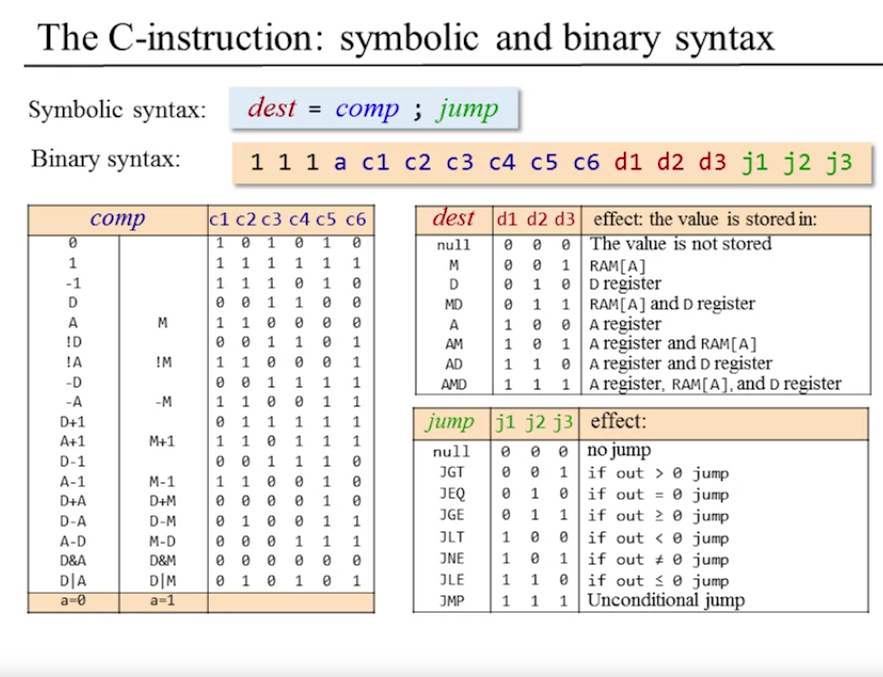 The C-instruction: symbolic and binary syntax
Symbolic syntax: dest = comp ; jump
Binary syntax: 1 1 1 a c1 c2 c3 c4 c5 c6 d1 d2 d3 j1 j2 j3
comp c1 c2 c3 c4 c5 c6
0 1 0 1 0 1 0
1 1 1 1 1 1 1
-1 1 1 1 0 1 0
D 0 0 1 1 0 0
A M 1 1 0 0 0 0
!D 0 0 1 1 0 1
!A !M 1 1 0 0 0 1
-D 0 0 1 1 1 1
-A -M 1 1 0 0 1 1
D+1 0 1 1 1 1 1
A+1 M+1 1 1 0 1 1 1
D-1 0 0 1 1 1 0
A-1 M-1 1 1 0 0 1 0
D+A D+M 0 0 0 0 1 0
D-A D-M 0 1 0 0 1 1
A-D M-D 0 0 0 1 1 1
D&A D&M 0 0 0 0 0 0
D|A D|M 0 1 0 1 0 1
a=0 a=1
dest d1 d2 d3 effect: the value is stored in:
null 0 0 0 The value is not stored
M 0 0 1 RAM[A]
D 0 1 0 D register
MD 0 1 1 RAM[A] and D register
A 1 0 0 A register
AM 1 0 1 A register and RAM[A]
AD 1 1 0 A register and D register
AMD 1 1 1 A register, RAM[A], and D register
jump j1 j2 j3 effect:
null 0 0 0 no jump
JGT 0 0 1 if out > 0 jump
JEQ 0 1 0 if out = 0 jump
JGE 0 1 1 if out ≥ 0 jump
JLT 1 0 0 if out < 0 jump
JNE 1 0 1 if out ≠ 0 jump
JLE 1 1 0 if out ≤ 0 jump
JMP 1 1 1 Unconditional jump